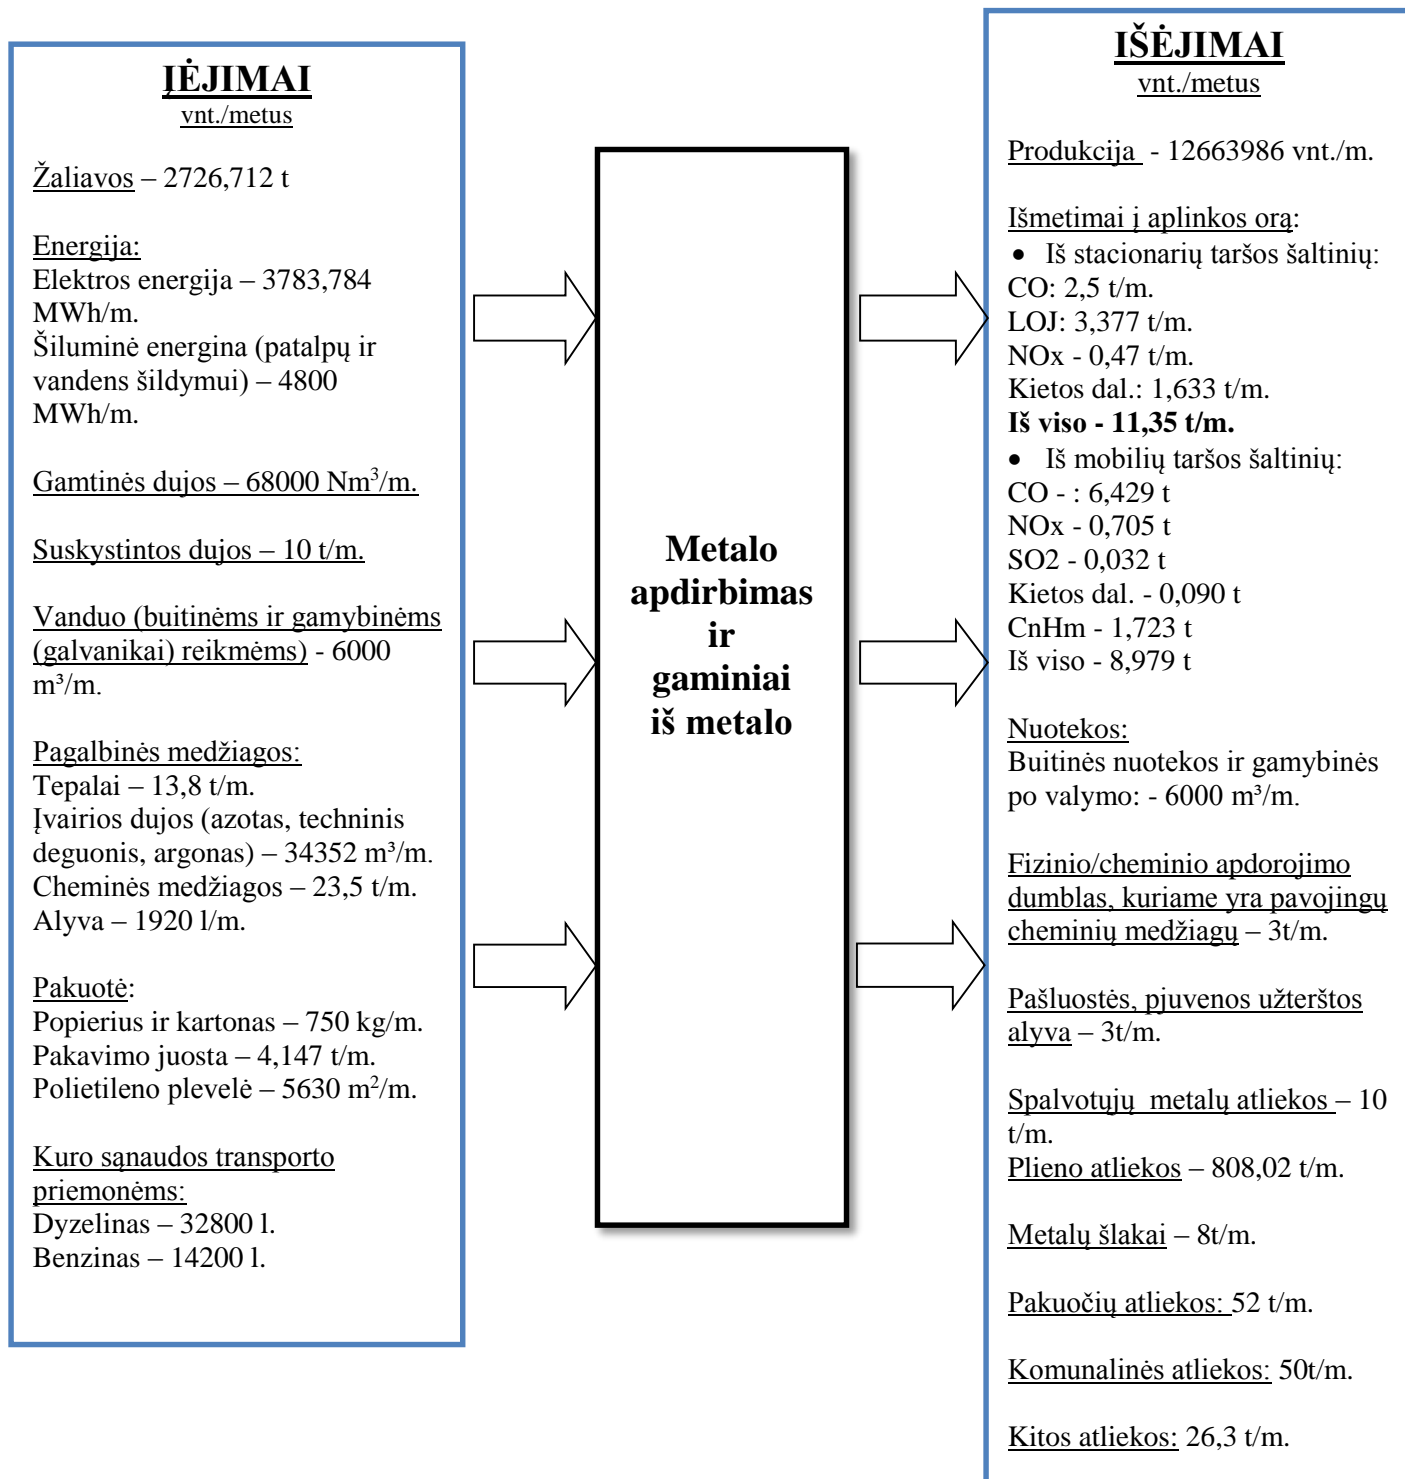 ĮĖJIMAI
vnt./metus
Žaliavos – 2726,712 t
Energija:
Elektros energija – 3783,784
MWh/m.
Šiluminė energina (patalpų ir
vandens šildymui) – 4800
MWh/m.
Gamtinės dujos – 68000 Nm³/m.
Suskystintos dujos – 10 t/m.
Vanduo (buitinėms ir gamybinėms
(galvanikai) reikmėms) - 6000
m³/m.
Pagalbinės medžiagos:
Tepalai – 13,8 t/m.
Įvairios dujos (azotas, techninis
deguonis, argonas) – 34352 m³/m.
Cheminės medžiagos – 23,5 t/m.
Alyva – 1920 l/m.
Pakuotė:
Popierius ir kartonas – 750 kg/m.
Pakavimo juosta – 4,147 t/m.
Polietileno plevelė – 5630 m²/m.
Kuro sąnaudos transporto
priemonėms:
Dyzelinas – 32800 l.
Benzinas – 14200 l.
Metalo
apdirbimas
ir
gaminiai
iš metalo
IŠĖJIMAI
vnt./metus
Produkcija - 12663986 vnt./m.
Išmetimai į aplinkos orą:
• Iš stacionarių taršos šaltinių:
CO: 2,5 t/m.
LOJ: 3,377 t/m.
NOx - 0,47 t/m.
Kietos dal.: 1,633 t/m.
Iš viso - 11,35 t/m.
• Iš mobilių taršos šaltinių:
CO - : 6,429 t
NOx - 0,705 t
SO2 - 0,032 t
Kietos dal. - 0,090 t
CnHm - 1,723 t
Iš viso - 8,979 t
Nuotekos:
Buitinės nuotekos ir gamybinės
po valymo: - 6000 m³/m.
Fizinio/cheminio apdorojimo
dumblas, kuriame yra pavojingų
cheminių medžiagų – 3t/m.
Pašluostės, pjuvenos užterštos
alyva – 3t/m.
Spalvotųjų metalų atliekos – 10
t/m.
Plieno atliekos – 808,02 t/m.
Metalų šlakai – 8t/m.
Pakuočių atliekos: 52 t/m.
Komunalinės atliekos: 50t/m.
Kitos atliekos: 26,3 t/m.